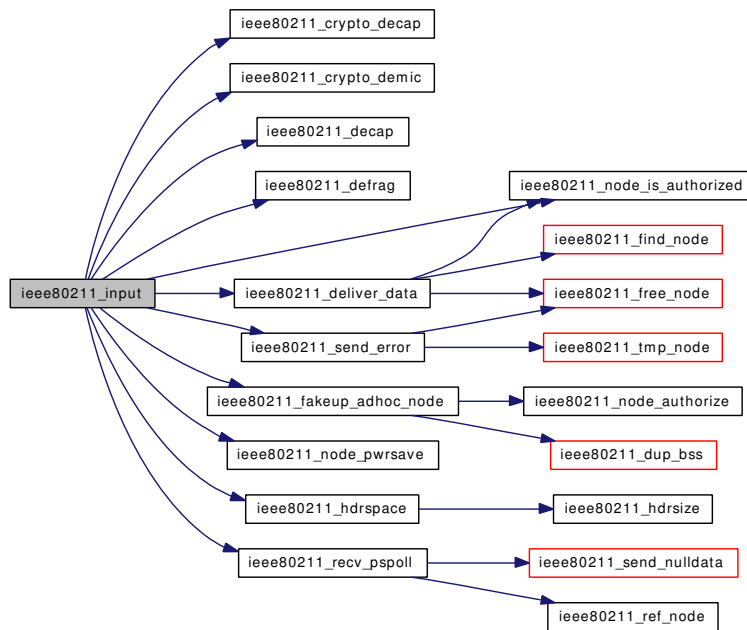 ieee80211_crypto_decap
ieee80211_crypto_demic
ieee80211_decap
ieee80211_defrag
ieee80211_node_is_authorized
ieee80211_find_node
ieee80211_input
ieee80211_deliver_data
ieee80211_free_node
ieee80211_send_error
ieee80211_tmp_node
ieee80211_fakeup_adhoc_node
ieee80211_node_authorize
ieee80211_node_pwrsave
ieee80211_dup_bss
ieee80211_hdrspace
ieee80211_hdrsize
ieee80211_recv_pspoll
ieee80211_send_nulldata
ieee80211_ref_node